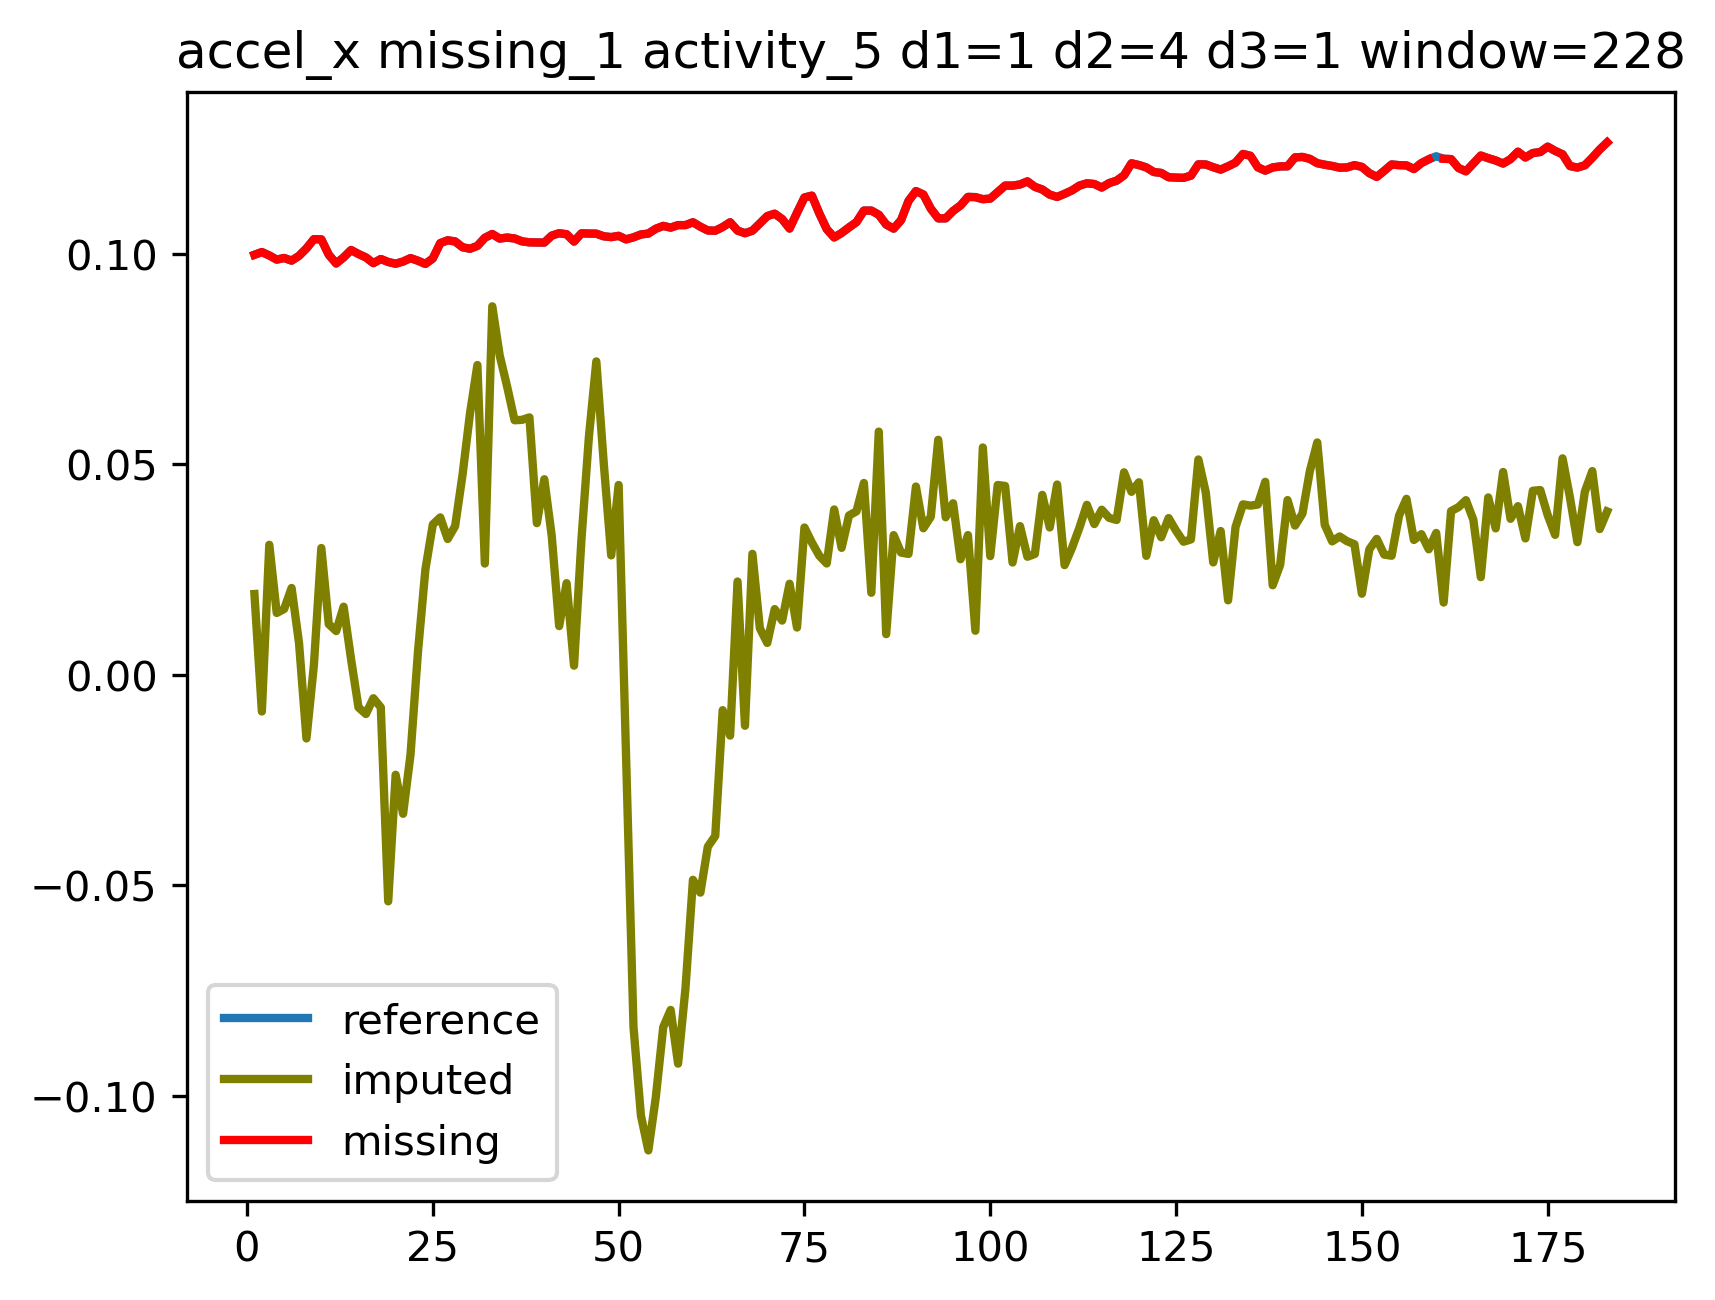 accel_x missing_1 activity_5 d1=1 d2=4 d3=1 window=228
0.10
0.05
0.00
−0.05
−0.10
reference
imputed
missing
0 25 50 75 100 125 150 175